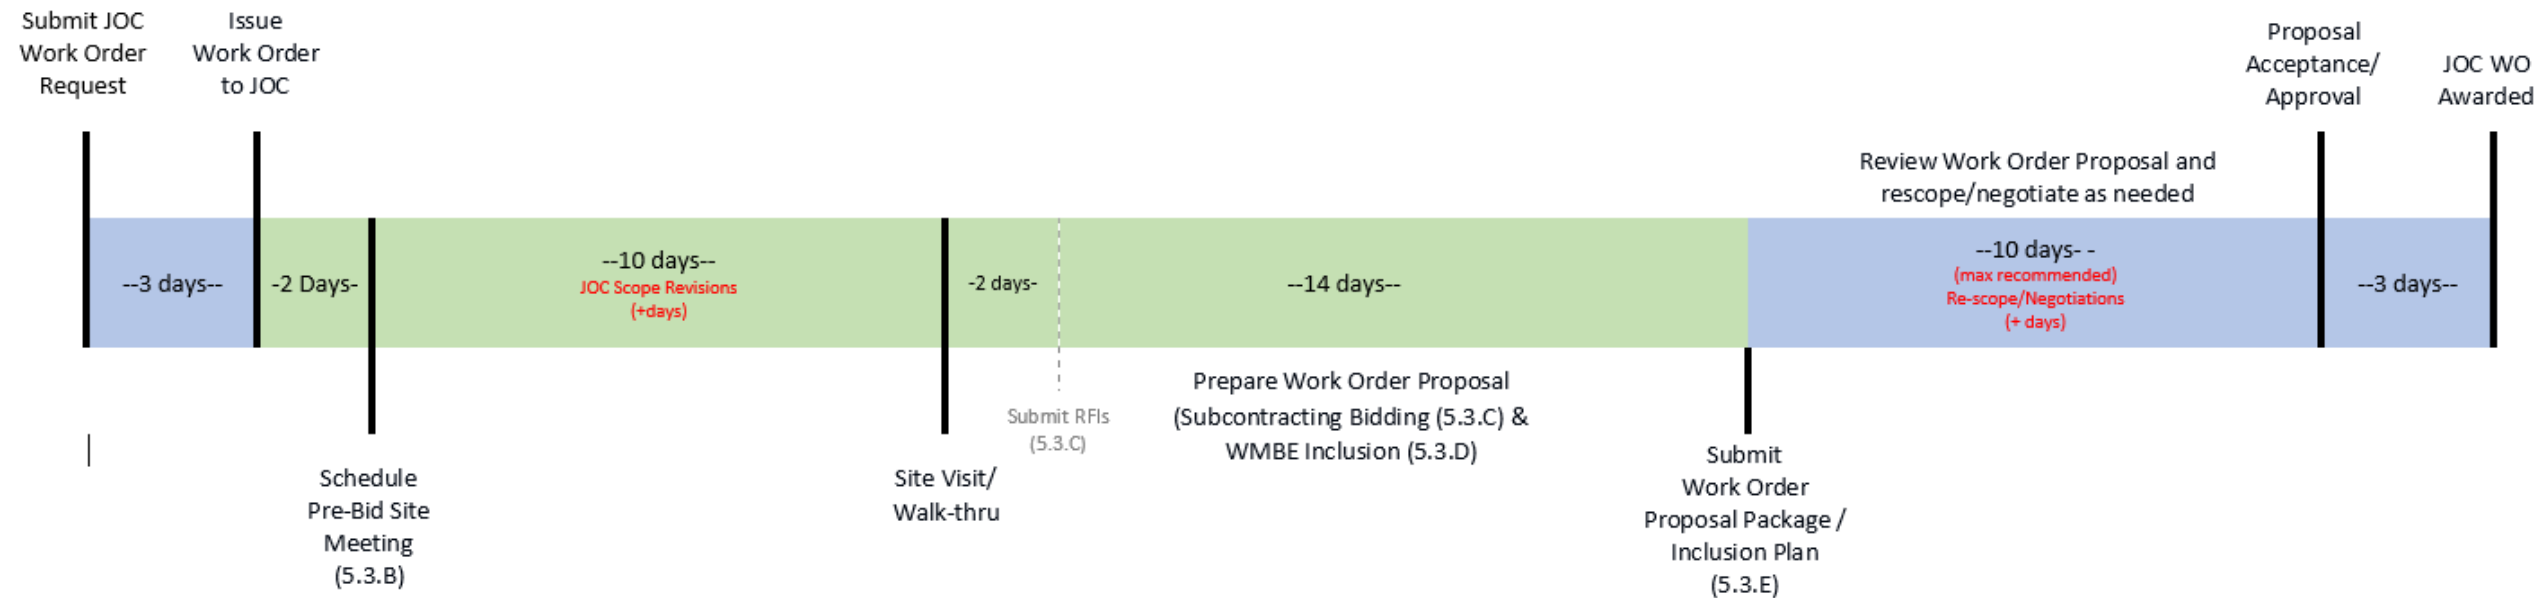 Submit JOC
Work Order
Request
Issue
Work Order
to JOC
Proposal
Acceptance/
Approval
JOC WO
Awarded
Review Work Order Proposal and
rescope/negotiate as needed
--3 days--
-2 Days-
--10 days--
JOC Scope Revisions
(+days)
-2 days-
--14 days--
--10 days- -
(max recommended)
Re-scope/Negotiations
(+ days)
--3 days--
Schedule
Pre-Bid Site
Meeting
(5.3.B)
Site Visit/
Walk-thru
Submit RFIs
(5.3.C)
Prepare Work Order Proposal
(Subcontracting Bidding (5.3.C) &
WMBE Inclusion (5.3.D)
Submit
Work Order
Proposal Package /
Inclusion Plan
(5.3.E)